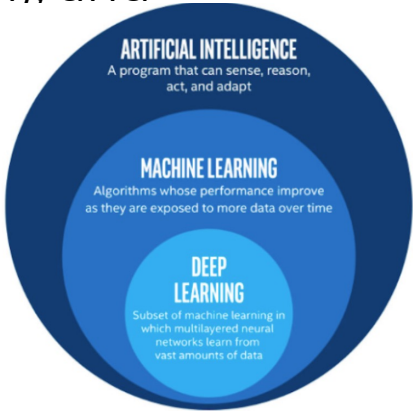 ARTIFICIAL INTELLIGENCE
A program that can sense, reason,
act, and adapt
MACHINE LEARNING
Algorithms whose performance improve
as they are exposed to more data over time
DEEP
LEARNING
Subset of machine learning in
which multilayered neural
networks learn from
vast amounts of data